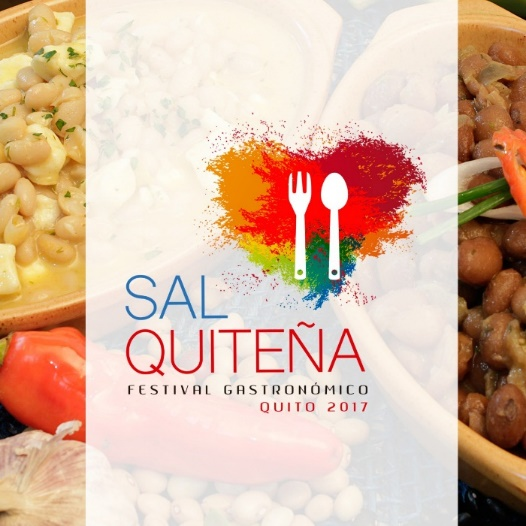 SAL
QUITEÑA
FESTIVAL GASTRONÓMICO
QUITO 2017